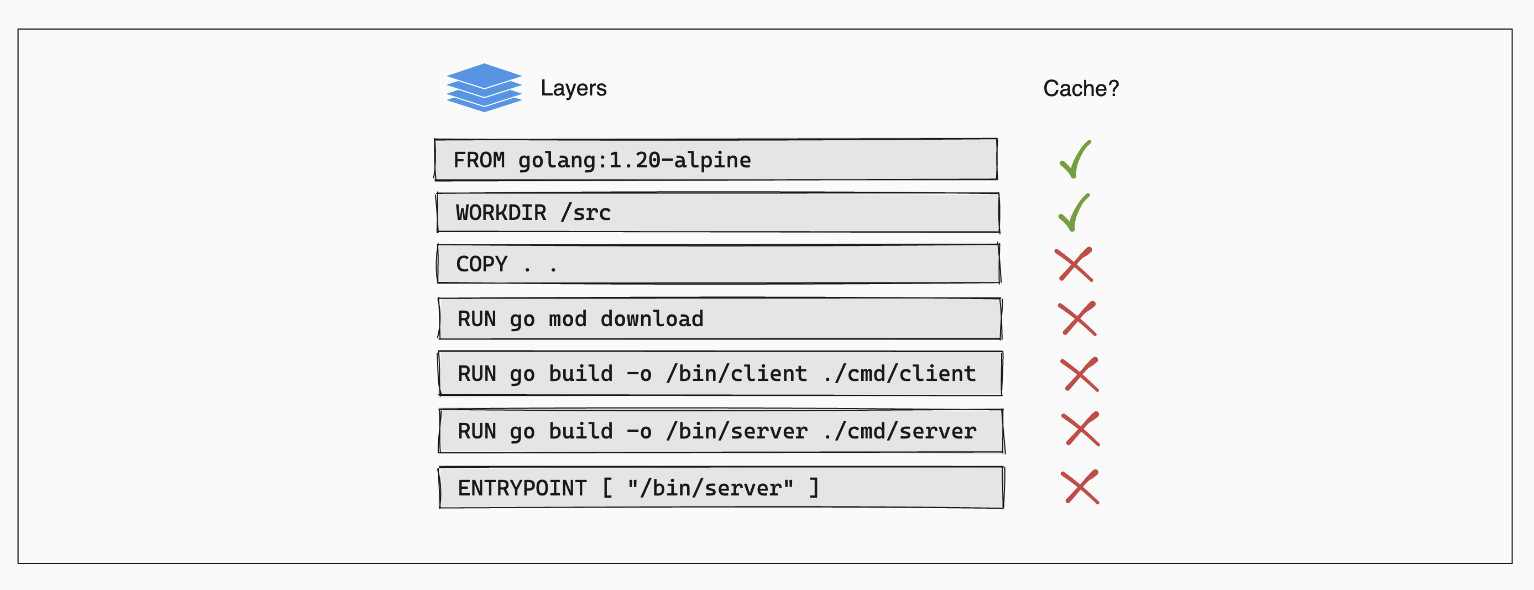 Layers
Cache?
FROM golang:1.20-alpine
WORKDIR /src
COPY . .
RUN go mod download
RUN go build -o /bin/client ./cmd/client
RUN go build -o /bin/server ./cmd/server
ENTRYPOINT [ "/bin/server" ]